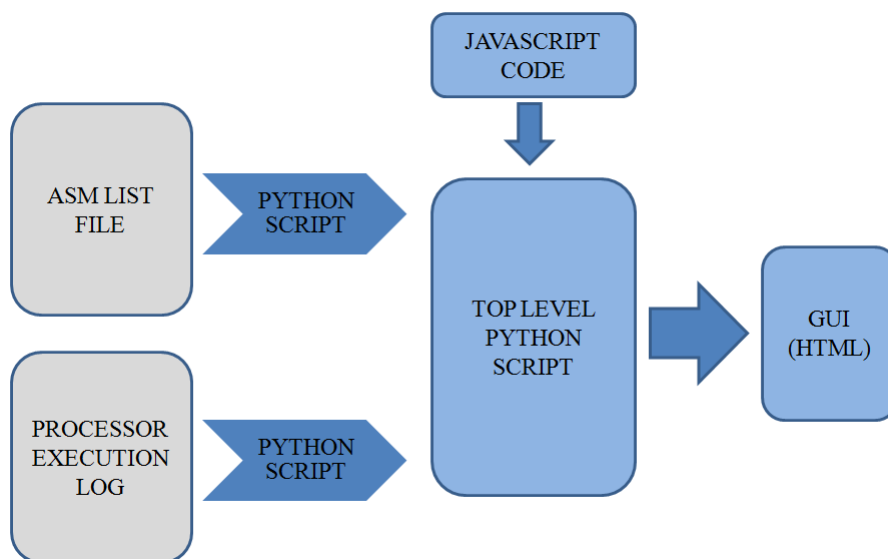 JAVASCRIPT
CODE
ASM LIST
FILE
PYTHON
SCRIPT
TOP LEVEL
PYTHON
SCRIPT
GUI
(HTML)
PROCESSOR
EXECUTION
LOG
PYTHON
SCRIPT